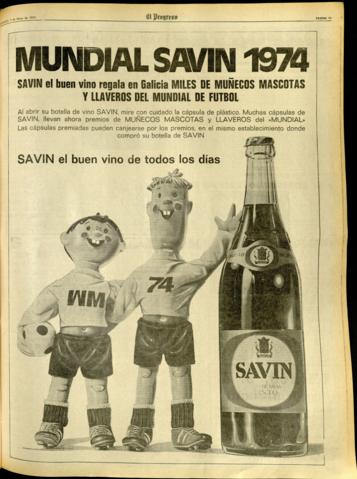 El Progreso
MUNDIAL SAVIN 1974
SAVIN el buen vino regala en Galicia MILES DE MUÑECOS MASCOTAS
Y LLAVEROS DEL MUNDIAL DE FUTBOL
Al abrir su botella de vino SAVIN, mire con cuidado la cápsula de plástico. Muchas cápsulas de
SAVIN, llevan ahora premios de MUÑECOS MASCOTAS y LLAVEROS del «MUNDIAL»
Las cápsulas premiadas pueden canjearse por los premios, en el mismo establecimiento donde
compró su botella de SAVIN
SAVIN el buen vino de todos los días
WM
74
SAVIN